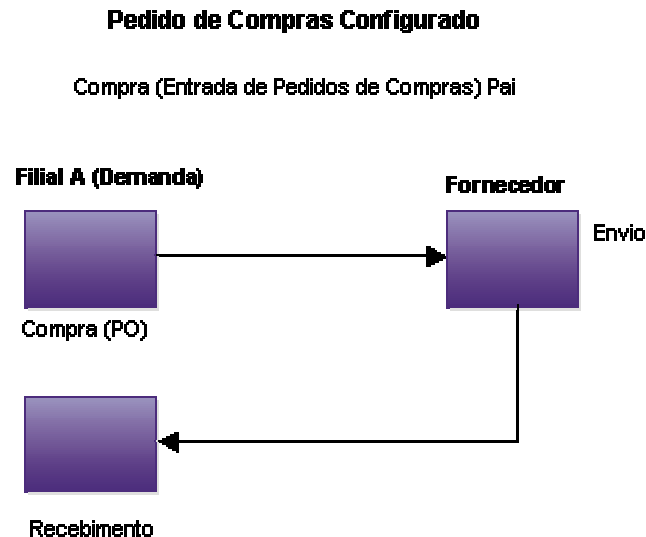 Pedido de Compras Configurado
Compra (Entrada de Pedidos de Compras) Pai
Filial A (Demanda)
Fornecedor
Envio
Compra (PO)
Recebimento